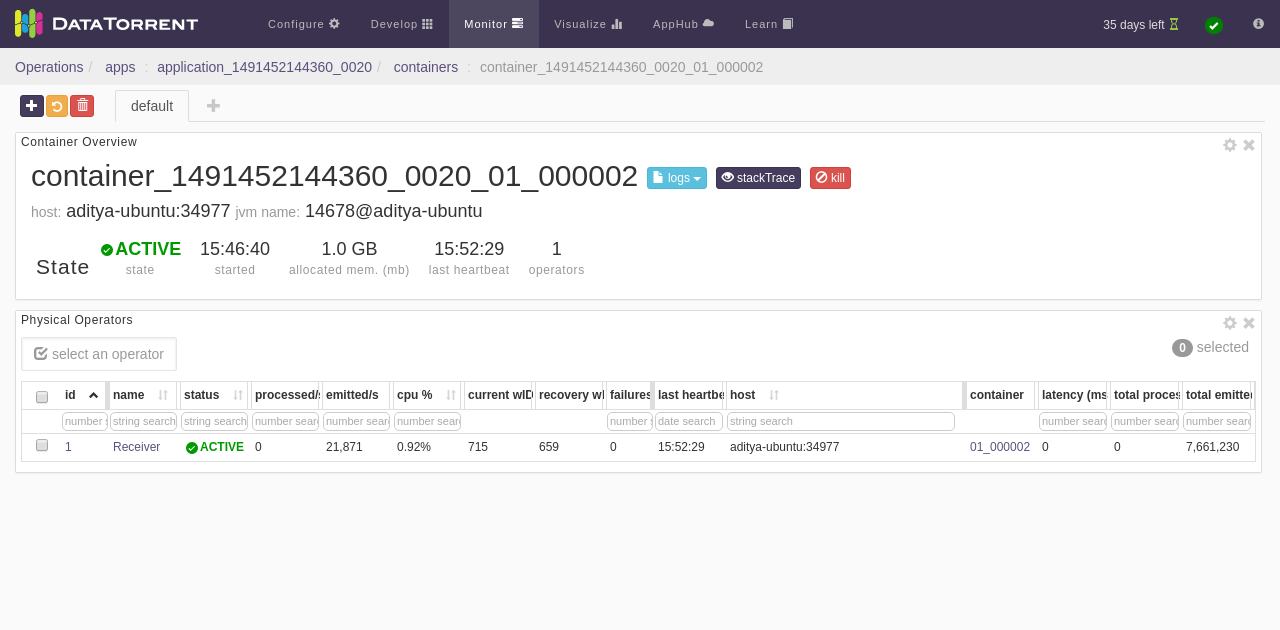 DATATORRENT Configure Develop Monitor Visualize AppHub Learn 35 days left
Operations / apps : application_1491452144360_0020 / containers : container_1491452144360_0020_01_000002
default
Container Overview
container_1491452144360_0020_01_000002 logs stackTrace kill
host: aditya-ubuntu:34977 jvm name: 14678@aditya-ubuntu
State ACTIVE 15:46:40 1.0 GB 15:52:29 1
state started allocated mem. (mb) last heartbeat operators
Physical Operators
select an operator 0 selected
id name status processed/s emitted/s cpu % current wID recovery wI failures last heartbe host container latency (ms total proces total emitted
number s string search string search number searc number searc number searc number s date search string search number searc number searc number searc
1 Receiver ACTIVE 0 21,871 0.92% 715 659 0 15:52:29 aditya-ubuntu:34977 01_000002 0 0 7,661,230